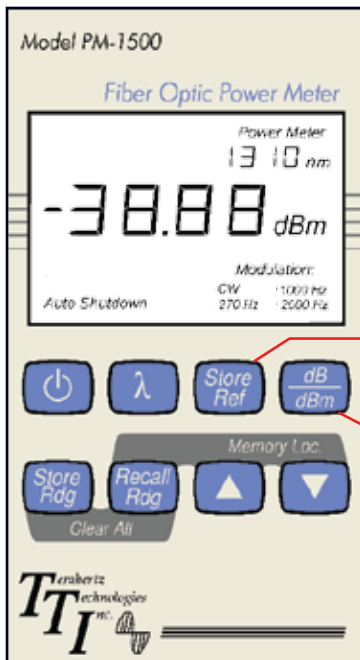 Model PM-1500
Fiber Optic Power Meter
Power Meter
1310 nm
-38.88 dBm
Modulation:
CW 1000 Hz
Auto Shutdown 270 Hz 2000 Hz
λ
Store Ref
dB
dBm
Memory Loc.
Store Rdg
Recall Rdg
Clear All
Terahertz
Technologies
Inc.